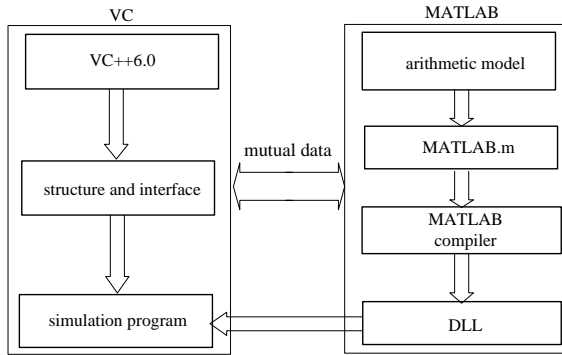 VC
VC++6.0
structure and interface
simulation program
mutual data
MATLAB
arithmetic model
MATLAB.m
MATLAB
compiler
DLL